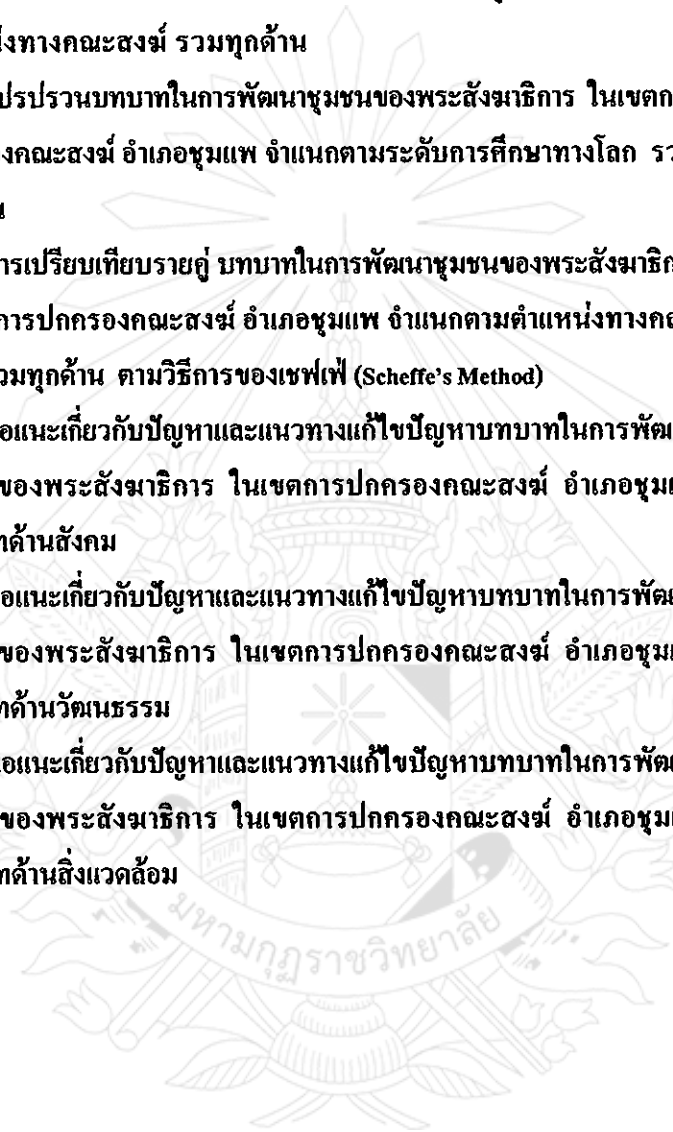 ทางคณะสงฆ์ รวมทุกด้าน
ปรปรวนบทบาทในการพัฒนาชุมชนของพระสังฆาธิการ ในเขตก
งคณะสงฆ์ อำเภอชุมแพ จำแนกตามระดับการศึกษาทางโลก รว
น
ารเปรียบเทียบรายคู่ บทบาทในการพัฒนาชุมชนของพระสังฆาธิก
การปกครองคณะสงฆ์ อำเภอชุมแพ จำแนกตามตำแหน่งทางคณ
วมทุกด้าน ตามวิธีการของเชฟเฟ่ (Scheffe's Method)
อแนะเกี่ยวกับปัญหาและแนวทางแก้ไขปัญหาบทบาทในการพัฒ
ของพระสังฆาธิการ ในเขตการปกครองคณะสงฆ์ อำเภอชุมแ
ทด้านสังคม
อแนะเกี่ยวกับปัญหาและแนวทางแก้ไขปัญหาบทบาทในการพัฒ
ของพระสังฆาธิการ ในเขตการปกครองคณะสงฆ์ อำเภอชุมแ
ทด้านวัฒนธรรม
อแนะเกี่ยวกับปัญหาและแนวทางแก้ไขปัญหาบทบาทในการพัฒ
ของพระสังฆาธิการ ในเขตการปกครองคณะสงฆ์ อำเภอชุมแ
ทด้านสิ่งแวดล้อม
มหามกุฏราชวิทยาลัย